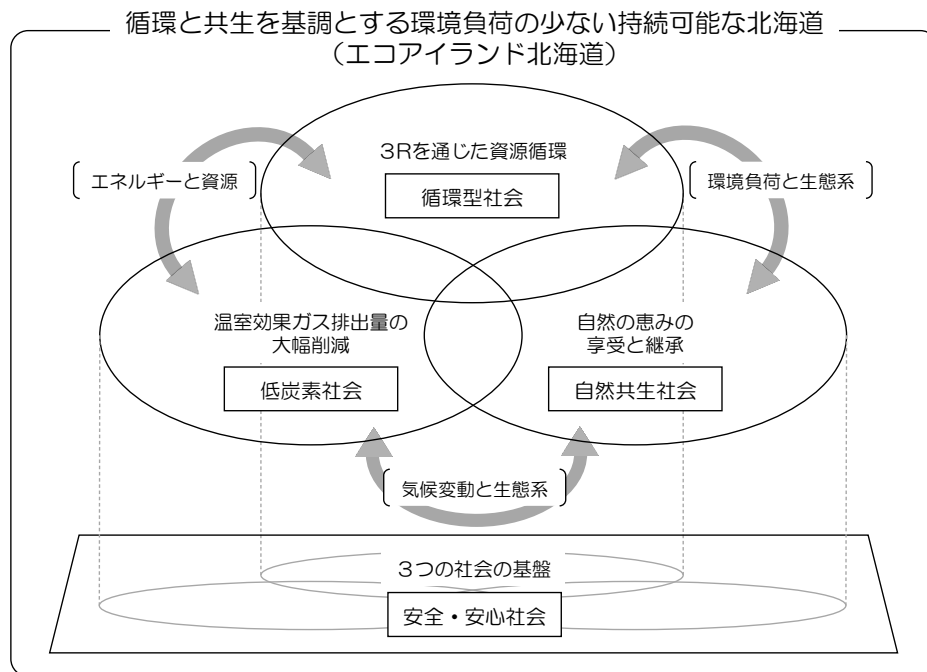 循環と共生を基調とする環境負荷の少ない持続可能な北海道
（エコアイランド北海道）
3Rを通じた資源循環
循環型社会
エネルギーと資源
環境負荷と生態系
温室効果ガス排出量の
大幅削減
低炭素社会
自然の恵みの
享受と継承
自然共生社会
気候変動と生態系
3つの社会の基盤
安全・安心社会